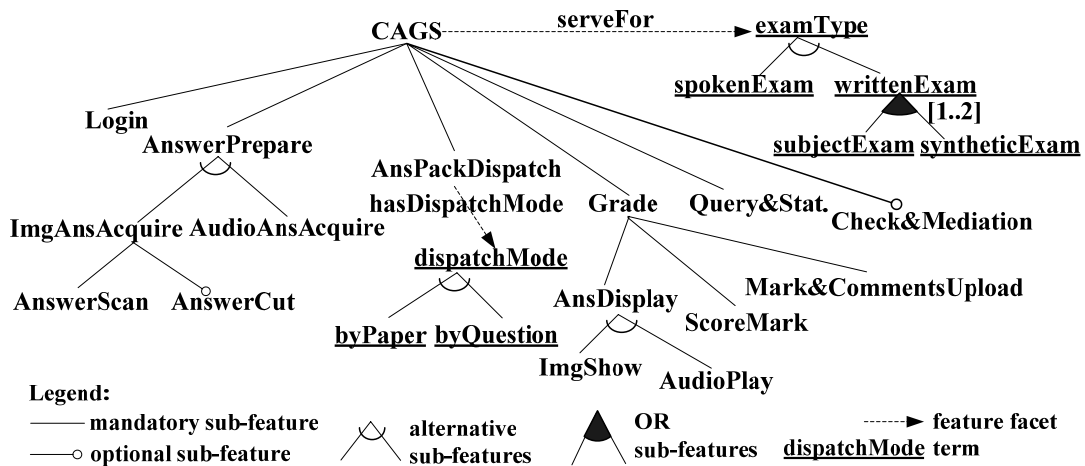 serveFor
CAGS
examType
spokenExam writtenExam
[1..2]
Login
AnswerPrepare
subjectExam syntheticExam
AnsPackDispatch
hasDispatchMode
Grade
Query&Stat.
Check&Mediation
ImgAnsAcquire AudioAnsAcquire
dispatchMode
AnswerScan AnswerCut
AnsDisplay
Mark&CommentsUpload
ScoreMark
byPaper byQuestion
ImgShow
AudioPlay
Legend:
mandatory sub-feature
optional sub-feature
alternative
sub-features
OR
sub-features
feature facet
dispatchMode term